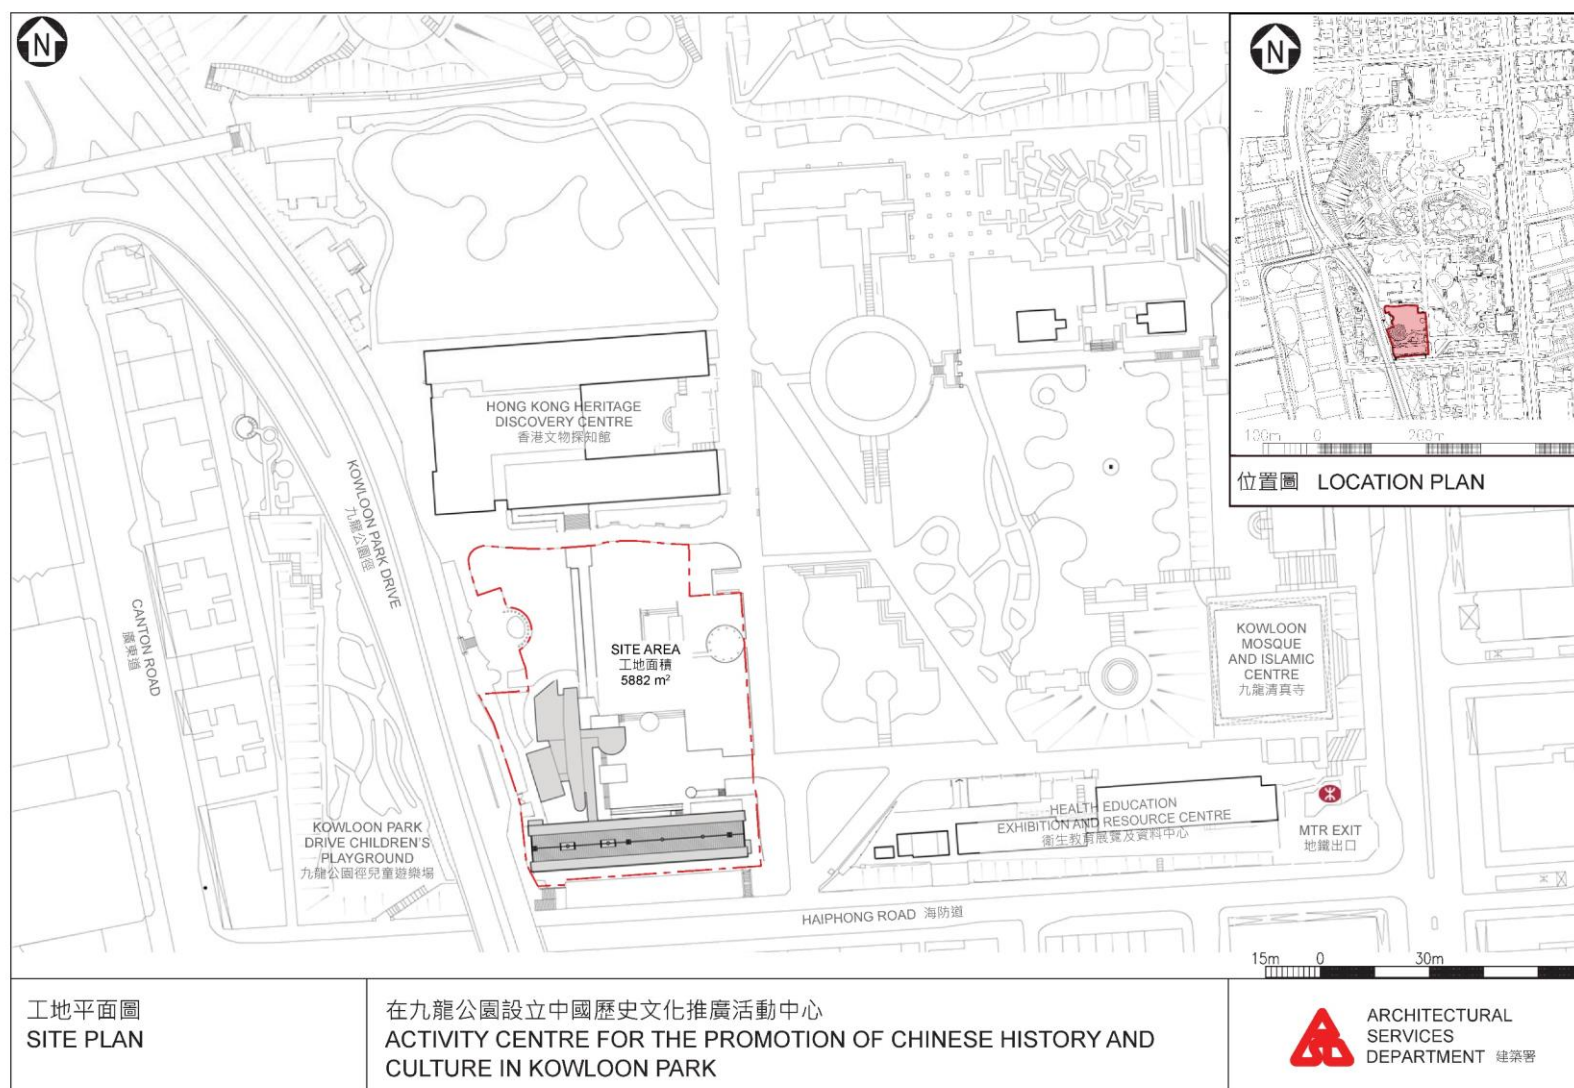 N
N
100m 0 200m
位置圖 LOCATION PLAN
HONG KONG HERITAGE
DISCOVERY CENTRE
香港文物探知館
KOWLOON PARK DRIVE
九龍公園徑
CANTON ROAD
廣東道
SITE AREA
工地面積
5882 m²
KOWLOON
MOSQUE
AND ISLAMIC
CENTRE
九龍清真寺
KOWLOON PARK
DRIVE CHILDREN'S
PLAYGROUND
九龍公園徑兒童遊樂場
HEALTH EDUCATION
EXHIBITION AND RESOURCE CENTRE
衞生教育展覽及資料中心
MTR EXIT
地鐵出口
HAIPHONG ROAD 海防道
15m 0 30m
工地平面圖
SITE PLAN
在九龍公園設立中國歷史文化推廣活動中心
ACTIVITY CENTRE FOR THE PROMOTION OF CHINESE HISTORY AND
CULTURE IN KOWLOON PARK
ARCHITECTURAL
SERVICES
DEPARTMENT 建築署